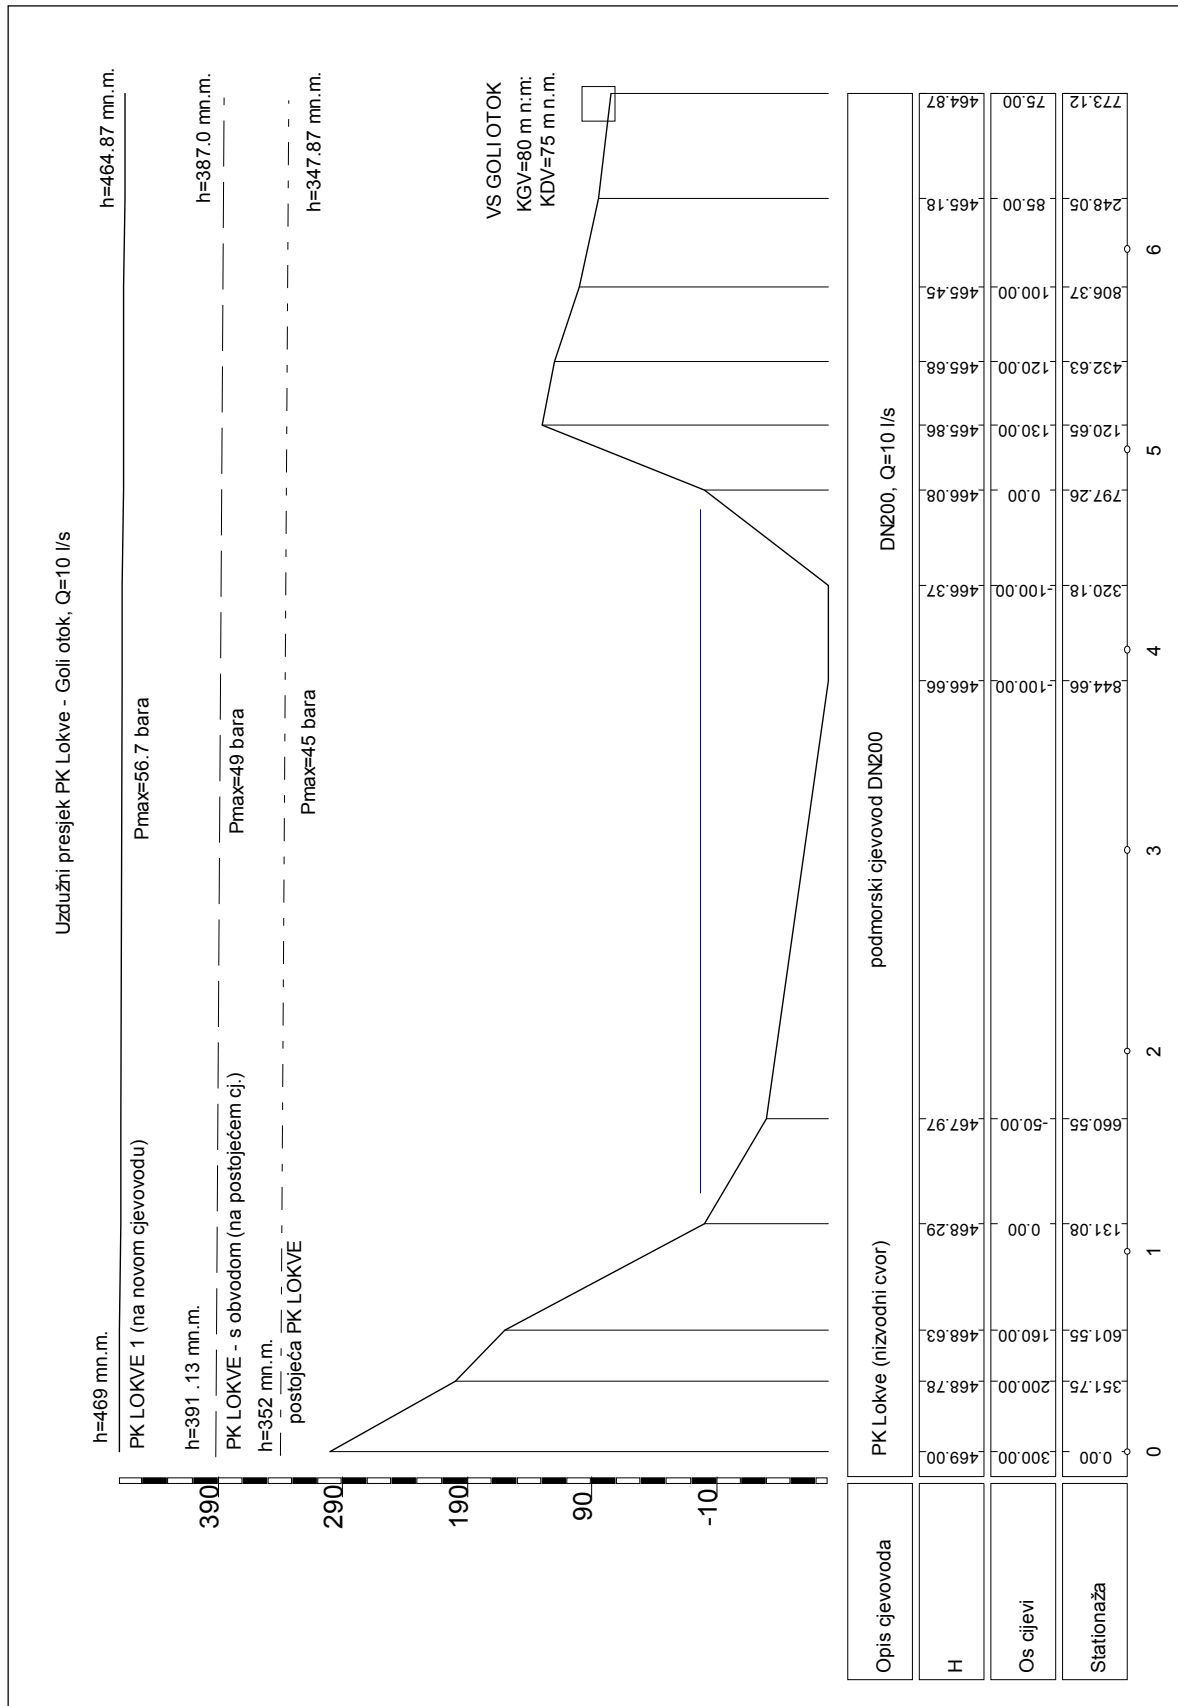 Uzdužni presjek PK Lokve - Goli otok, Q=10 l/s
h=469 mn.m.
h=464.87 mn.m.
PK LOKVE 1 (na novom cjevovodu)
Pmax=56.7 bara
h=391 .13 mn.m.
h=387.0 mn.m.
PK LOKVE - s obvodom (na postojećem cj.)
Pmax=49 bara
h=352 mn.m.
h=347.87 mn.m.
postojeća PK LOKVE
Pmax=45 bara
VS GOLI OTOK
KGV=80 m n:m:
KDV=75 m n.m.
390
290
190
90
-10
Opis cjevovoda
PK Lokve (nizvodni cvor)
podmorski cjevovod DN200
DN200, Q=10 l/s
H
469.00 468.78 468.63 468.29 467.97 466.66 466.37 466.08 465.86 465.68 465.45 465.18 464.87
Os cijevi
300.00 200.00 160.00 0.00 -50.00 -100.00 -100.00 0.00 130.00 120.00 100.00 85.00 75.00
Stationaža
0.00 351.75 601.55 131.08 660.55 844.66 320.18 797.26 120.65 432.63 806.37 248.05 773.12
0 1 2 3 4 5 6